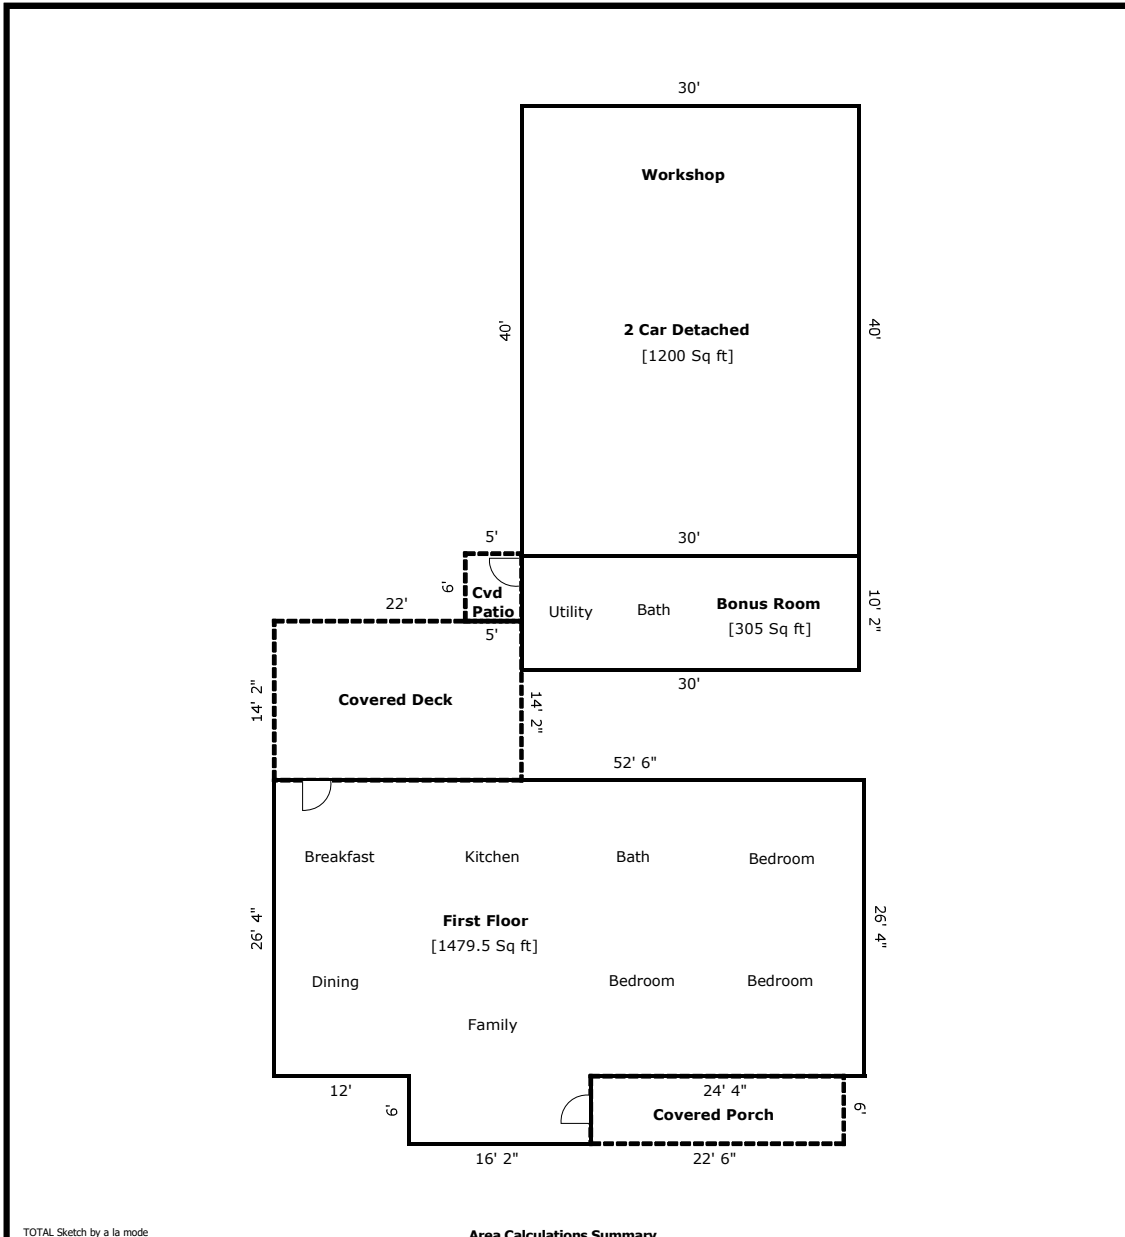 30'
Workshop
40'
2 Car Detached
40'
[1200 Sq ft]
5'
30'
6'
Cvd
Patio
22'
5'
Utility
Bath
Bonus Room
[305 Sq ft]
10' 2"
30'
14' 2"
Covered Deck
14' 2"
52' 6"
Breakfast
Kitchen
Bath
Bedroom
26' 4"
First Floor
[1479.5 Sq ft]
26' 4"
Dining
Bedroom
Bedroom
Family
12'
6'
24' 4"
Covered Porch
6'
16' 2"
22' 6"
TOTAL Sketch by a la mode
Area Calculations Summary